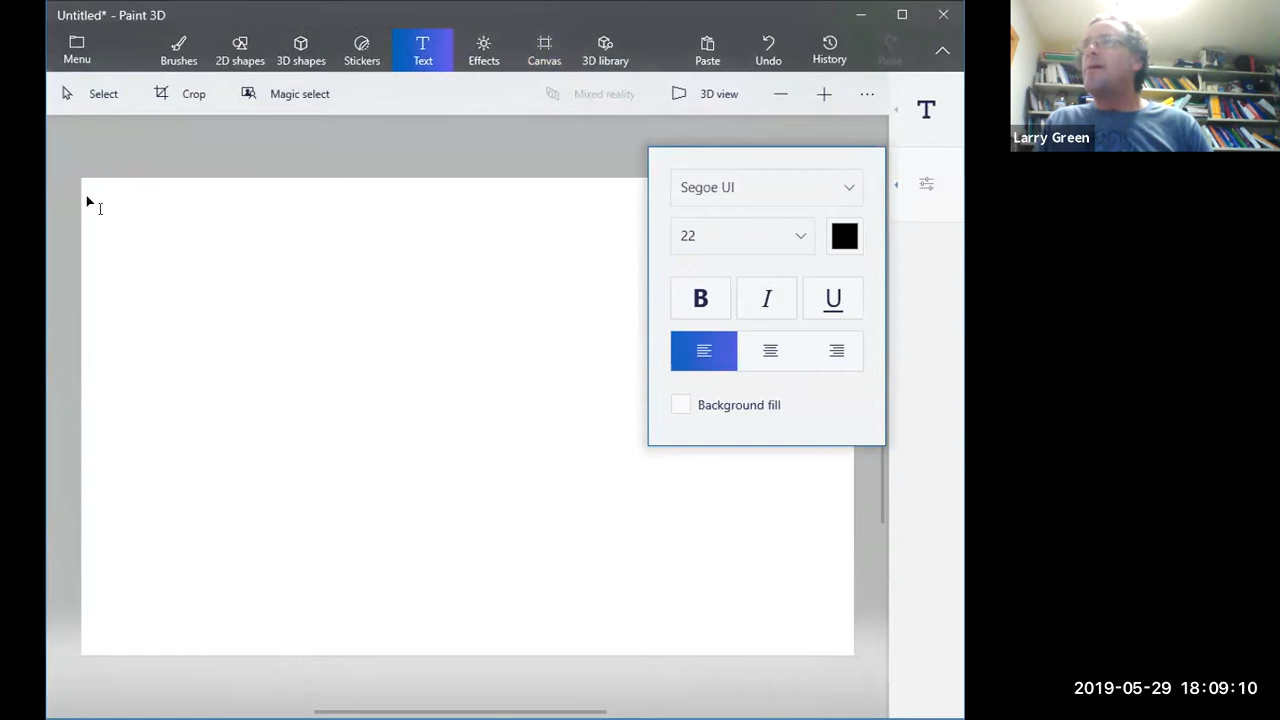 Untitled* - Paint 3D
Menu
Brushes
2D shapes
3D shapes
Stickers
Text
Effects
Canvas
3D library
Paste
Undo
History
Redo
Select
Crop
Magic select
Mixed reality
3D view
T
Segoe UI
22
B I U
Background fill
Larry Green
2019-05-29 18:09:10